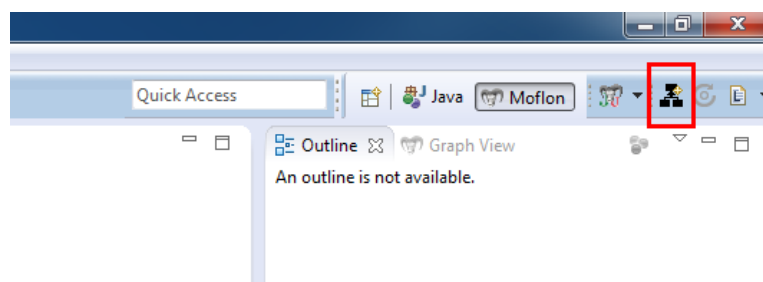 Quick Access
Java
Moflon
Outline
Graph View
An outline is not available.